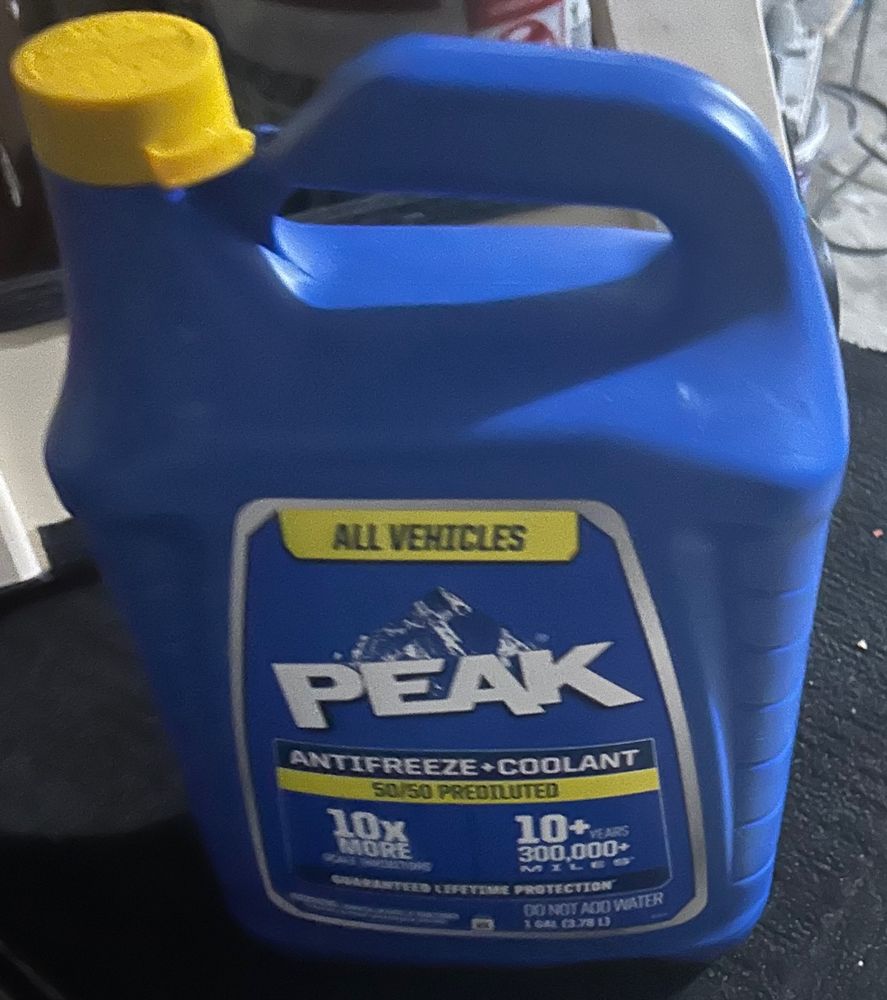 ALL VEHICLES
PEAK
ANTIFREEZE+COOLANT
50/50 PREDILUTED
10x
MORE
10+ YEARS
300,000+
MILES
GUARANTEED LIFETIME PROTECTION
DO NOT ADD WATER
1 GAL (3.78 L)